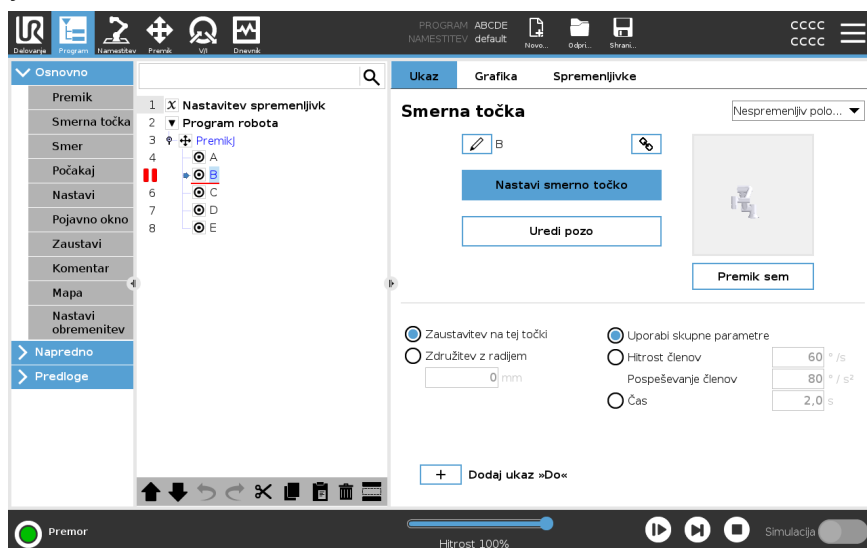 UR
PROGRAM ABCDE
NAMESTITEV default
Delovanje Program Namestitev Premik V/I Dnevnik Novo... Odpri... Shrani...
CCCC
CCCC
Osnovno
Premik
Smerna točka
Smer
Počakaj
Nastavi
Pojavno okno
Zaustavi
Komentar
Mapa
Nastavi
obremenitev
Napredno
Predloge
1 X Nastavitev spremenljivk
2 Program robota
3 PremikJ
4 A
B
6 C
7 D
8 E
Ukaz Grafika Spremenljivke
Smerna točka
Nespremenljiv polo...
B
Nastavi smerno točko
Uredi pozo
Premik sem
Zaustavitev na tej točki
Združitev z radijem
0 mm
Uporabi skupne parametre
Hitrost členov 60 ° /s
Pospeševanje členov 80 ° / s²
Čas 2,0 s
+ Dodaj ukaz »Do«
Premor
Hitrost 100%
Simulacija